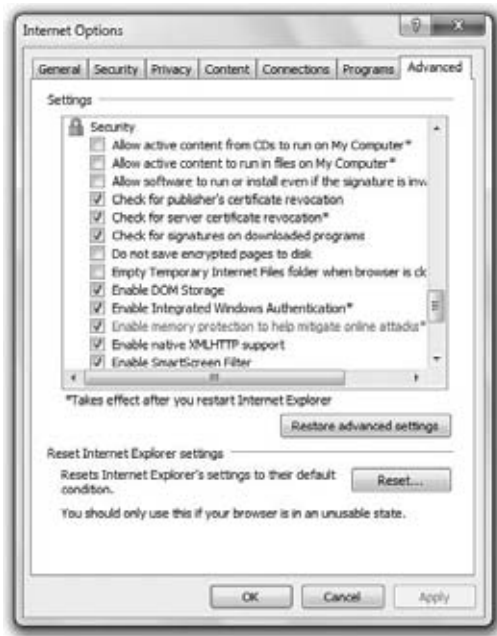 Internet Options
General Security Privacy Content Connections Programs Advanced
Settings
Security
Allow active content from CDs to run on My Computer*
Allow active content to run in files on My Computer*
Allow software to run or install even if the signature is inv
Check for publisher's certificate revocation
Check for server certificate revocation*
Check for signatures on downloaded programs
Do not save encrypted pages to disk
Empty Temporary Internet Files folder when browser is
Enable DOM Storage
Enable Integrated Windows Authentication*
Enable memory protection to help mitigate online attacks*
Enable native XMLHTTP support
Enable SmartScreen Filter
*Takes effect after you restart Internet Explorer
Restore advanced settings
Reset Internet Explorer settings
Resets Internet Explorer's settings to their default
condition.
Reset...
You should only use this if your browser is in an unusable state.
OK Cancel Apply